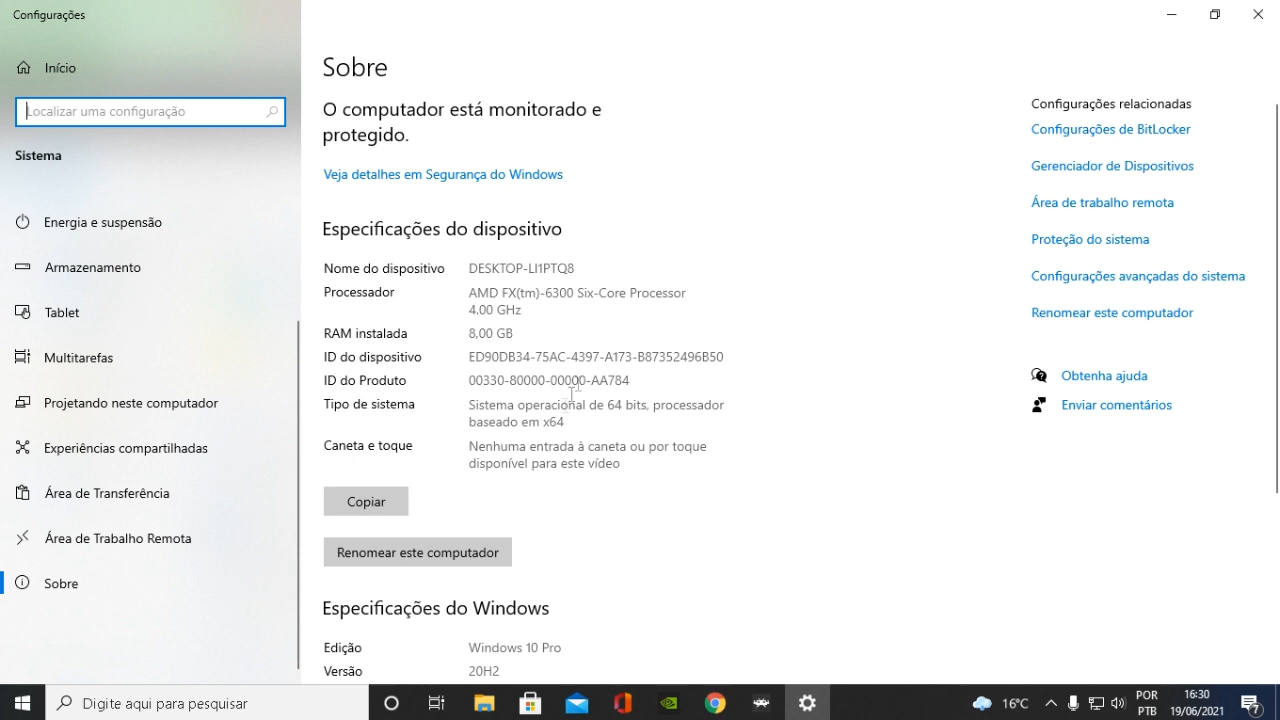 Configurações
Início
Localizar uma configuração
Sistema
Energia e suspensão
Armazenamento
Tablet
Multitarefas
Projetando neste computador
Experiências compartilhadas
Área de Transferência
Área de Trabalho Remota
Sobre
Sobre
O computador está monitorado e
protegido.
Veja detalhes em Segurança do Windows
Especificações do dispositivo
Nome do dispositivo DESKTOP-LI1PTQ8
Processador AMD FX(tm)-6300 Six-Core Processor
4.00 GHz
RAM instalada 8,00 GB
ID do dispositivo ED90DB34-75AC-4397-A173-B87352496B50
ID do Produto 00330-80000-00000-AA784
Tipo de sistema Sistema operacional de 64 bits, processador
baseado em x64
Caneta e toque Nenhuma entrada à caneta ou por toque
disponível para este vídeo
Copiar
Renomear este computador
Especificações do Windows
Edição Windows 10 Pro
Versão 20H2
Configurações relacionadas
Configurações de BitLocker
Gerenciador de Dispositivos
Área de trabalho remota
Proteção do sistema
Configurações avançadas do sistema
Renomear este computador
Obtenha ajuda
Enviar comentários
Digite aqui para pesquisar
16°C
POR
PTB
16:30
19/06/2021
7